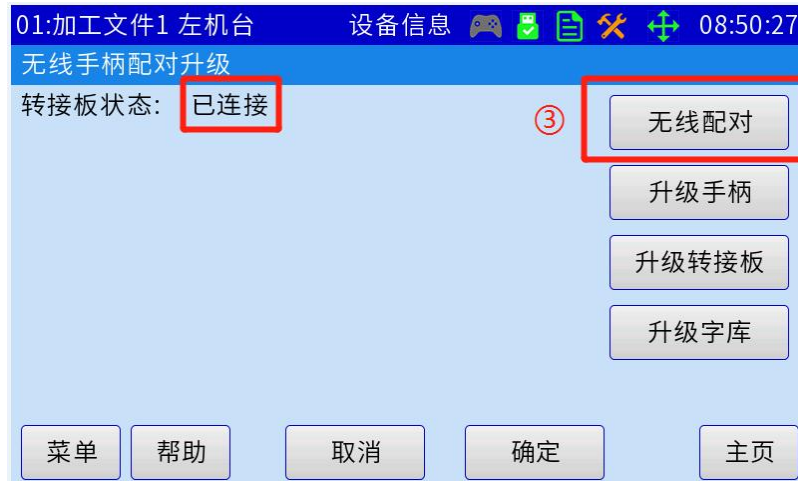 01:加工文件1 左机台 设备信息 08:50:27
无线手柄配对升级
转接板状态: 已连接
③ 无线配对
升级手柄
升级转接板
升级字库
菜单 帮助 取消 确定 主页